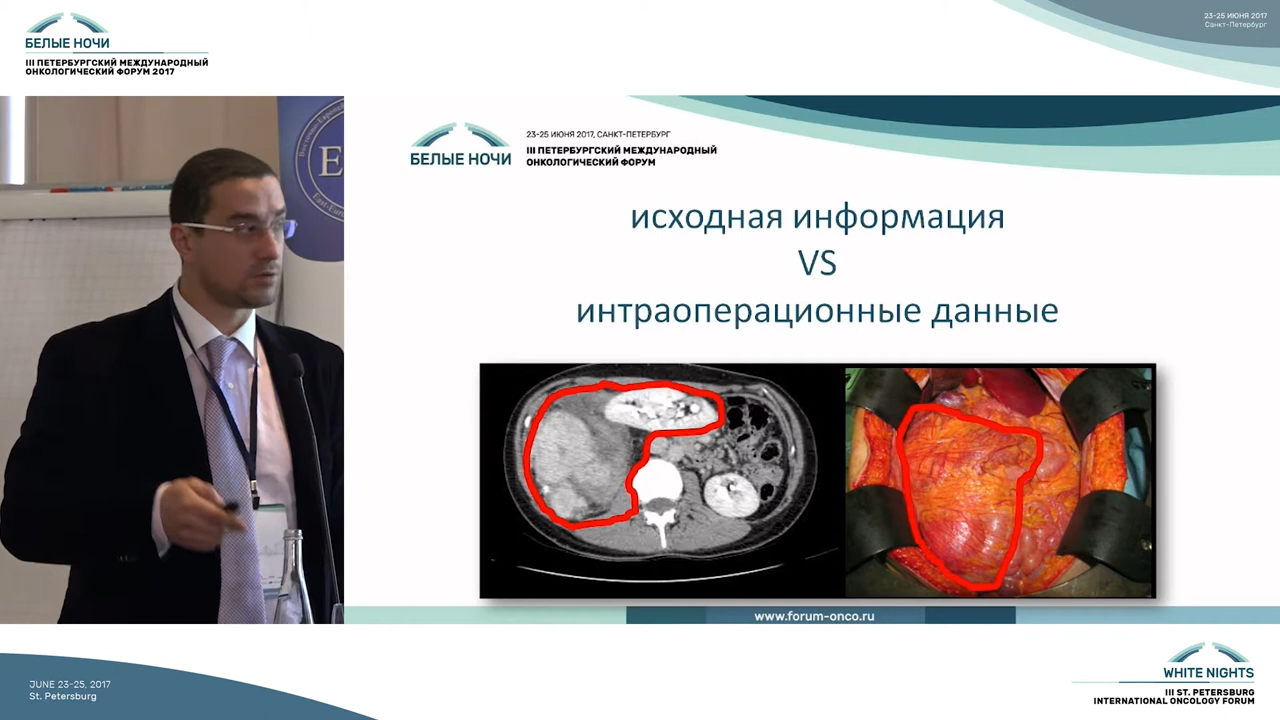 БЕЛЫЕ НОЧИ
III ПЕТЕРБУРГСКИЙ МЕЖДУНАРОДНЫЙ
ОНКОЛОГИЧЕСКИЙ ФОРУМ 2017
23-25 ИЮНЯ 2017
Санкт-Петербург
БЕЛЫЕ НОЧИ
23-25 ИЮНЯ 2017, САНКТ-ПЕТЕРБУРГ
III ПЕТЕРБУРГСКИЙ МЕЖДУНАРОДНЫЙ
ОНКОЛОГИЧЕСКИЙ ФОРУМ
исходная информация
VS
интраоперационные данные
www.forum-onco.ru
JUNE 23-25, 2017
St. Petersburg
WHITE NIGHTS
III ST. PETERSBURG
INTERNATIONAL ONCOLOGY FORUM